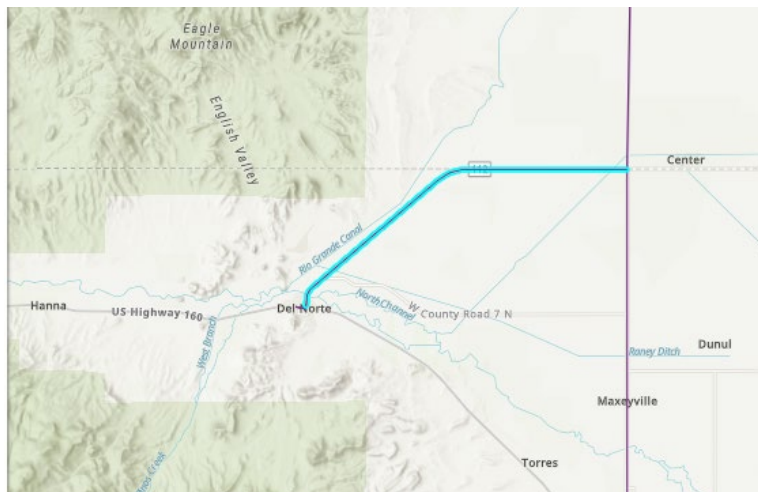 Eagle
Mountain
English Valley
112
Center
Rio Grande Canal
Hanna
US Highway 160
Del Norte
North Channel
W
County Road 7 N
West Branch
Dunul
Raney Ditch
Maxeyville
Torres
Creek